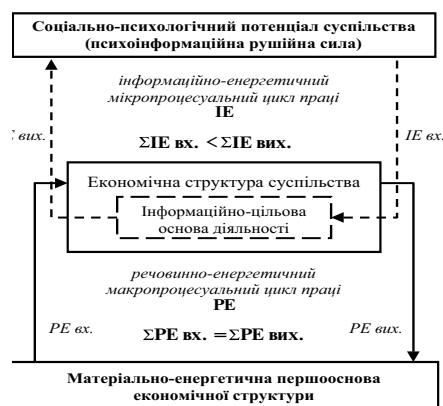 Соціально-психологічний потенціал суспільства
(психоінформаційна рушійна сила)
інформаційно-енергетичний
мікропроцесуальний цикл праці
ІЕ
Е вих.
ІЕ вх.
ΣІЕ вх. < ΣІЕ вих.
Економічна структура суспільства
Інформаційно-цільова
основа діяльності
речовинно-енергетичний
макропроцесуальний цикл праці
РЕ
РЕ вх.
ΣРЕ вх. =ΣРЕ вих.
РЕ вих.
Матеріально-енергетична першооснова
економічної структури